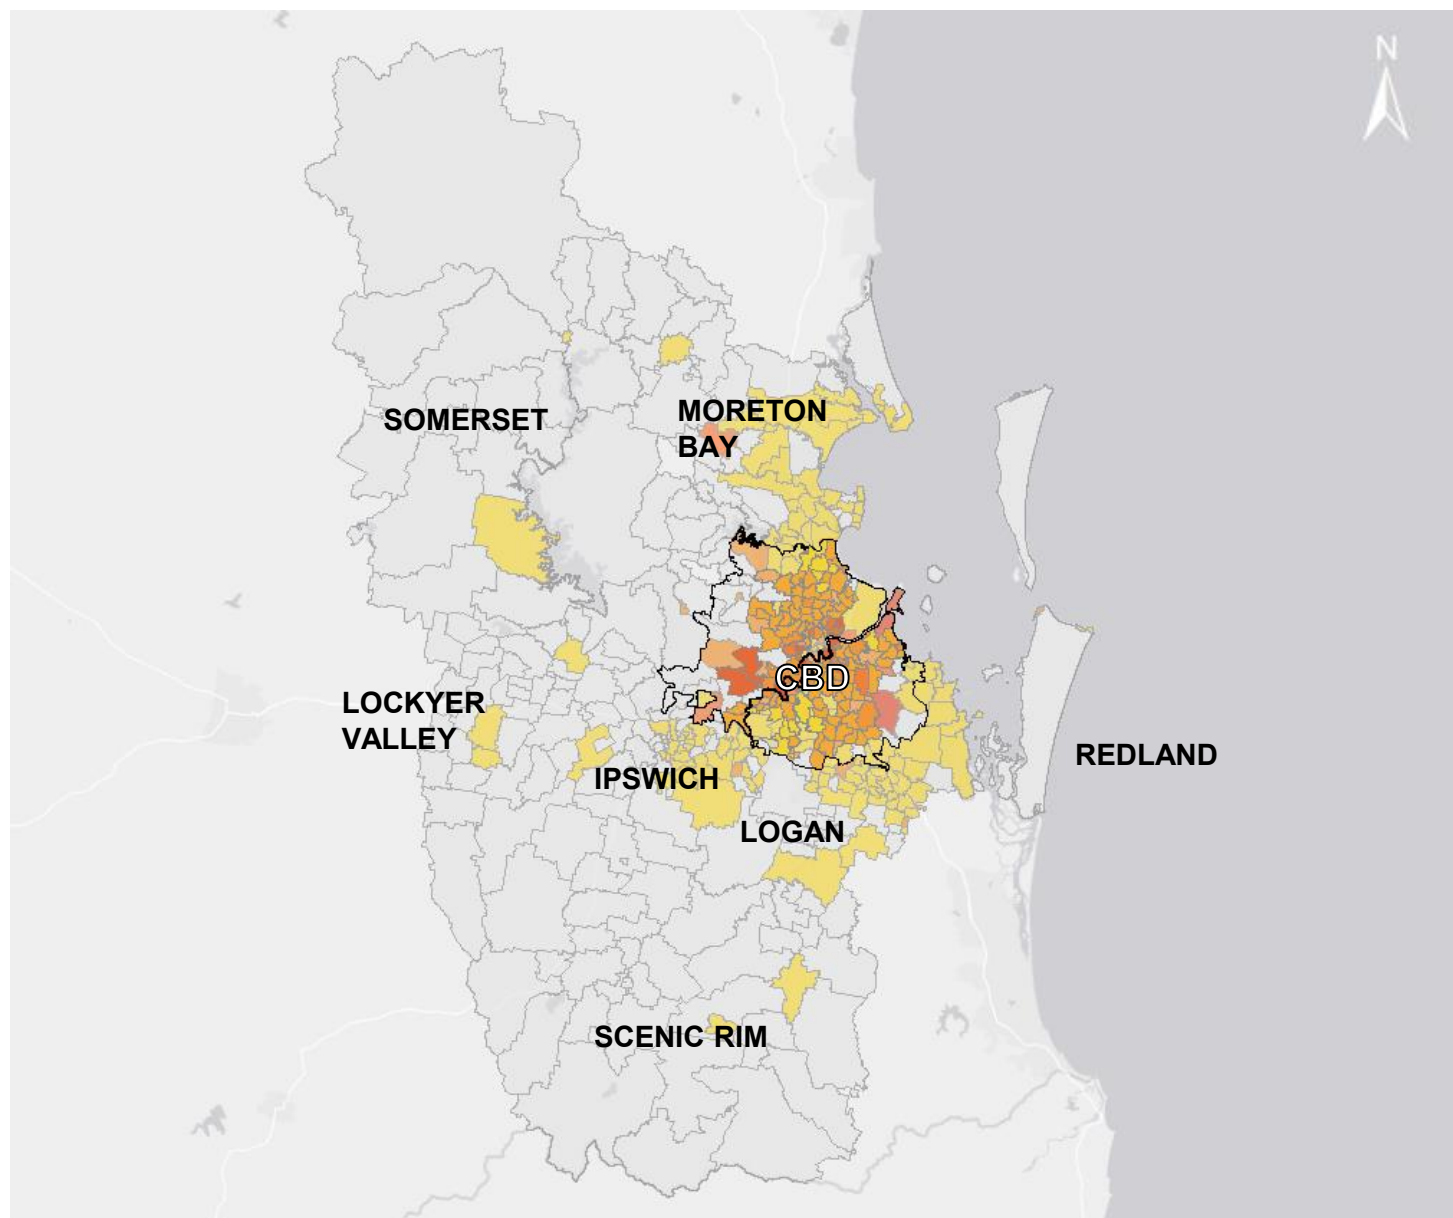 N
SOMERSET
MORETON
BAY
CBD
LOCKYER
VALLEY
REDLAND
IPSWICH
LOGAN
SCENIC RIM